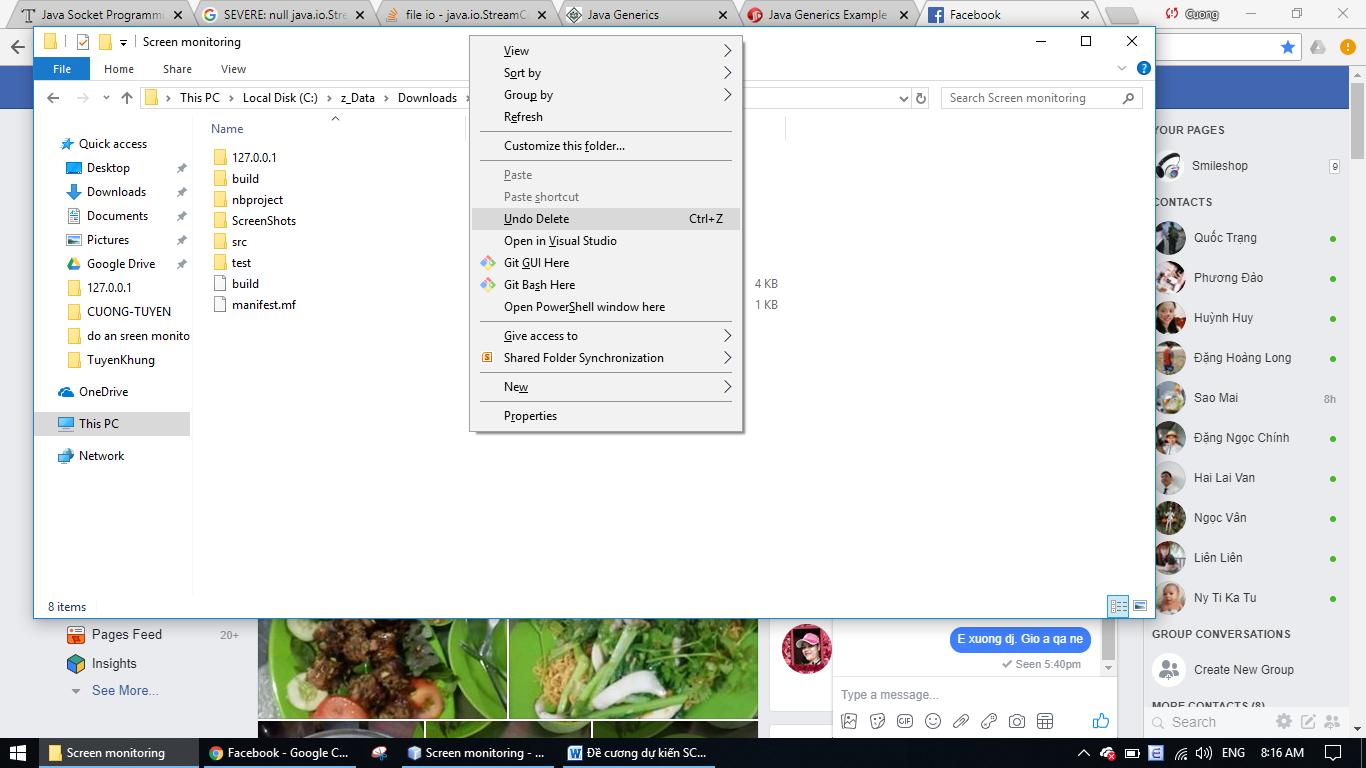 Java Socket Programmi
SEVERE: null java.io.Stre
file io - java.io.StreamC
Java Generics
Java Generics Example
Facebook
Cuong
Screen monitoring
File
Home
Share
View
This PC
Local Disk (C:)
z_Data
Downloads
Search Screen monitoring
Name
Quick access
Desktop
Downloads
Documents
Pictures
Google Drive
127.0.0.1
CUONG-TUYEN
do an sreen monito
TuyenKhung
OneDrive
This PC
Network
127.0.0.1
build
nbproject
ScreenShots
src
test
build
4 KB
manifest.mf
1 KB
8 items
View
Sort by
Group by
Refresh
Customize this folder...
Paste
Paste shortcut
Undo Delete Ctrl+Z
Open in Visual Studio
Git GUI Here
Git Bash Here
Open PowerShell window here
Give access to
Shared Folder Synchronization
New
Properties
YOUR PAGES
Smileshop 9
CONTACTS
Quốc Trạng
Phương Đảo
Huỳnh Huy
Đặng Hoàng Long
Sao Mai 8h
Đặng Ngọc Chính
Hai Lai Van
Ngọc Vân
Liên Liên
Ny Ti Ka Tu
GROUP CONVERSATIONS
Create New Group
MORE CONTACTS (8)
Search
Pages Feed 20+
Insights
See More...
E xuong dj. Gio a qa ne
Seen 5:40pm
Type a message...
GIF
Screen monitoring
Facebook - Google C...
Screen monitoring - ...
Đề cương dự kiến SC...
ENG
8:16 AM